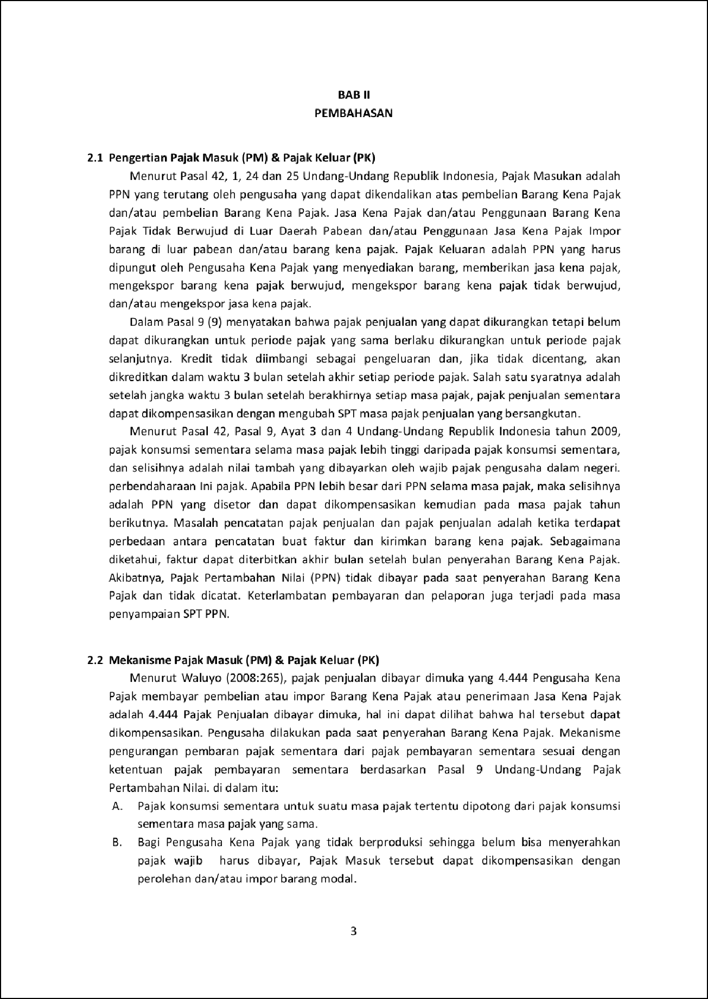 BAB II
PEMBAHASAN
2.1 Pengertian Pajak Masuk (PM) & Pajak Keluar (PK)
Menurut Pasal 42, 1, 24 dan 25 Undang-Undang Republik Indonesia, Pajak Masukan adalah
PPN yang terutang oleh pengusaha yang dapat dikendalikan atas pembelian Barang Kena Pajak
dan/atau pembelian Barang Kena Pajak. Jasa Kena Pajak dan/atau Penggunaan Barang Kena
Pajak Tidak Berwujud di Luar Daerah Pabean dan/atau Penggunaan Jasa Kena Pajak Impor
barang di luar pabean dan/atau barang kena pajak. Pajak Keluaran adalah PPN yang harus
dipungut oleh Pengusaha Kena Pajak yang menyediakan barang, memberikan jasa kena pajak,
mengekspor barang kena pajak berwujud, mengekspor barang kena pajak tidak berwujud,
dan/atau mengekspor jasa kena pajak.
Dalam Pasal 9 (9) menyatakan bahwa pajak penjualan yang dapat dikurangkan tetapi belum
dapat dikurangkan untuk periode pajak yang sama berlaku dikurangkan untuk periode pajak
selanjutnya. Kredit tidak diimbangi sebagai pengeluaran dan, jika tidak dicentang, akan
dikreditkan dalam waktu 3 bulan setelah akhir setiap periode pajak. Salah satu syaratnya adalah
setelah jangka waktu 3 bulan setelah berakhirnya setiap masa pajak, pajak penjualan sementara
dapat dikompensasikan dengan mengubah SPT masa pajak penjualan yang bersangkutan.
Menurut Pasal 42, Pasal 9, Ayat 3 dan 4 Undang-Undang Republik Indonesia tahun 2009,
pajak konsumsi sementara selama masa pajak lebih tinggi daripada pajak konsumsi sementara,
dan selisihnya adalah nilai tambah yang dibayarkan oleh wajib pajak pengusaha dalam negeri.
perbendaharaan Ini pajak. Apabila PPN lebih besar dari PPN selama masa pajak, maka selisihnya
adalah PPN yang disetor dan dapat dikompensasikan kemudian pada masa pajak tahun
berikutnya. Masalah pencatatan pajak penjualan dan pajak penjualan adalah ketika terdapat
perbedaan antara pencatatan buat faktur dan kirimkan barang kena pajak. Sebagaimana
diketahui, faktur dapat diterbitkan akhir bulan setelah bulan penyerahan Barang Kena Pajak.
Akibatnya, Pajak Pertambahan Nilai (PPN) tidak dibayar pada saat penyerahan Barang Kena
Pajak dan tidak dicatat. Keterlambatan pembayaran dan pelaporan juga terjadi pada masa
penyampaian SPT PPN.
2.2 Mekanisme Pajak Masuk (PM) & Pajak Keluar (PK)
Menurut Waluyo (2008:265), pajak penjualan dibayar dimuka yang 4.444 Pengusaha Kena
Pajak membayar pembelian atau impor Barang Kena Pajak atau penerimaan Jasa Kena Pajak
adalah 4.444 Pajak Penjualan dibayar dimuka, hal ini dapat dilihat bahwa hal tersebut dapat
dikompensasikan. Pengusaha dilakukan pada saat penyerahan Barang Kena Pajak. Mekanisme
pengurangan pembaran pajak sementara dari pajak pembayaran sementara sesuai dengan
ketentuan pajak pembayaran sementara berdasarkan Pasal 9 Undang-Undang Pajak
Pertambahan Nilai. di dalam itu:
A. Pajak konsumsi sementara untuk suatu masa pajak tertentu dipotong dari pajak konsumsi
sementara masa pajak yang sama.
B. Bagi Pengusaha Kena Pajak yang tidak berproduksi sehingga belum bisa menyerahkan
pajak wajib harus dibayar, Pajak Masuk tersebut dapat dikompensasikan dengan
perolehan dan/atau impor barang modal.
3